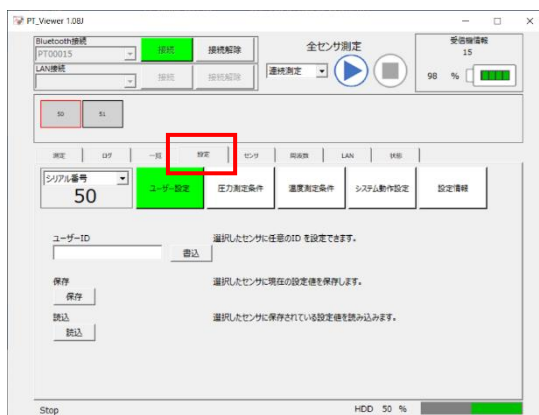 PT_Viewer 1.08J
Bluetooth接続
PT00015
接続
接続解除
LAN接続
接続
接続解除
全センサ測定
連続測定
受信機情報
15
98 %
50
51
測定
ログ
一覧
設定
センサ
周波数
LAN
状態
シリアル番号
50
ユーザー設定
圧力測定条件
温度測定条件
システム動作設定
設定情報
ユーザーID
書込
選択したセンサに任意のID を設定できます。
保存
保存
選択したセンサに現在の設定値を保存します。
読込
読込
選択したセンサに保存されている設定値を読み込みます。
Stop
HDD 50 %